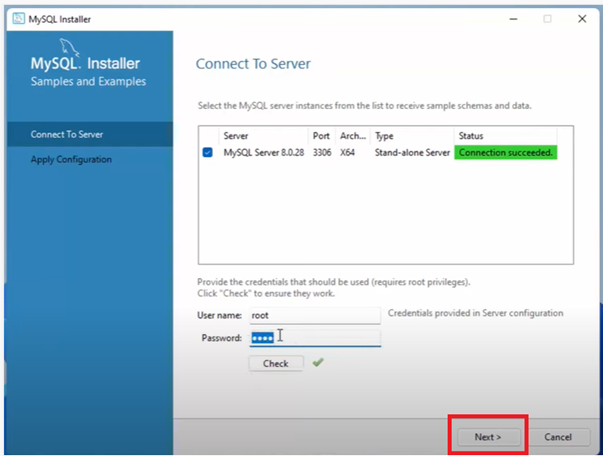 MySQL Installer
MySQL. Installer
Samples and Examples
Connect To Server
Apply Configuration
Connect To Server
Select the MySQL server instances from the list to receive sample schemas and data.
Server Port Arch... Type Status
MySQL Server 8.0.28 3306 X64 Stand-alone Server Connection succeeded.
Provide the credentials that should be used (requires root privileges).
Click "Check" to ensure they work.
User name: root Credentials provided in Server configuration
Password: ●●●●
Check
Next > Cancel